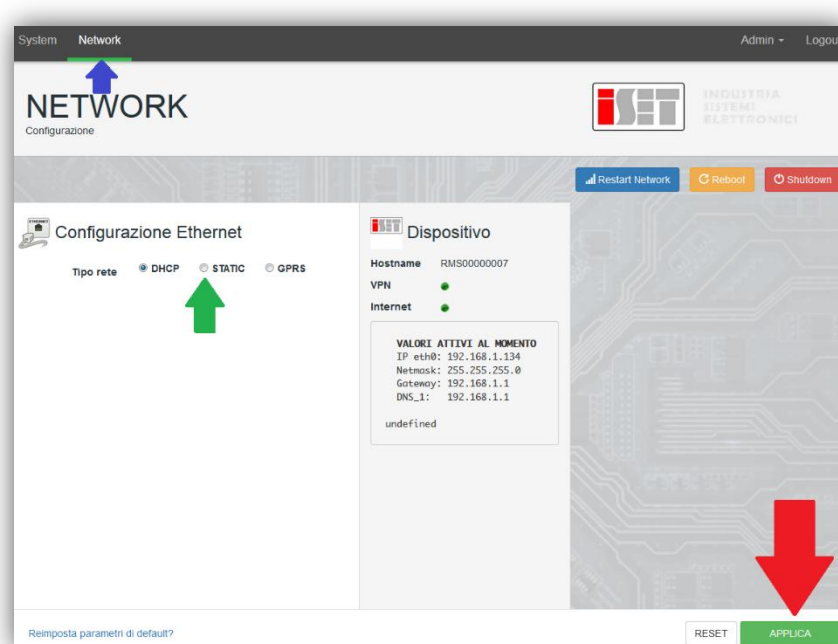 System Network Admin Logou
NETWORK
Configurazione
iSET
INDUSTRIA
SISTEMI
ELETTRONICI
Restart Network Reboot Shutdown
ETHERNET
Configurazione Ethernet
Tipo rete DHCP STATIC GPRS
iSET Dispositivo
Hostname RMS00000007
VPN
Internet
VALORI ATTIVI AL MOMENTO
IP eth0: 192.168.1.134
Netmask: 255.255.255.0
Gateway: 192.168.1.1
DNS_1: 192.168.1.1
undefined
Reimposta parametri di default?
RESET APPLICA